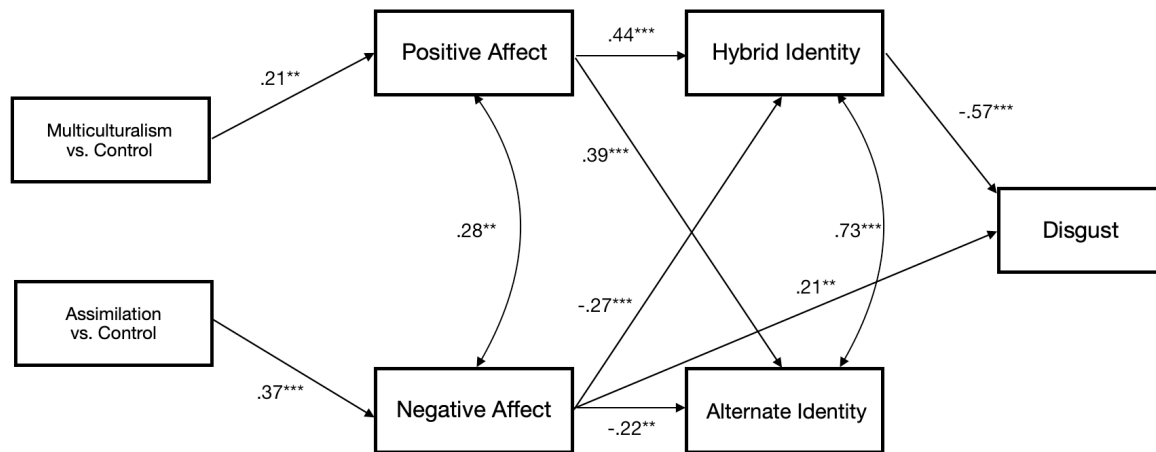 Positive Affect
.44***
Hybrid Identity
.21**
Multiculturalism
vs. Control
-.57***
.39***
.28**
.73***
Disgust
Assimilation
vs. Control
-.27***
.21**
.37***
Negative Affect
-.22**
Alternate Identity